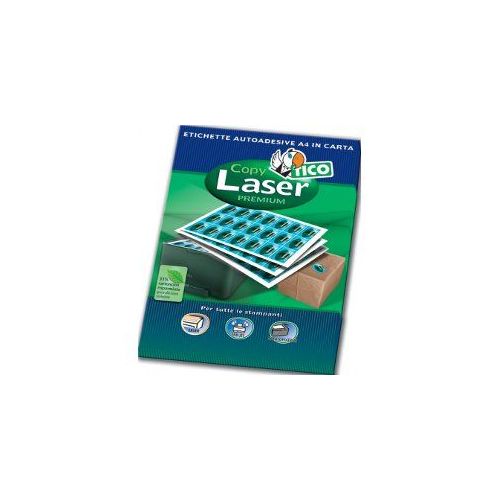 ETICHETTE AUTOADESIVE A4 IN CARTA
TICO
Copy
Laser
PREMIUM
Per tutte le stampanti